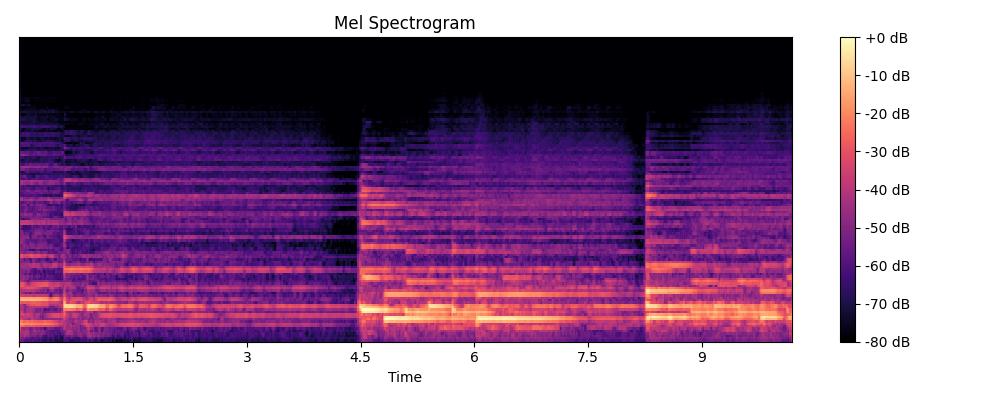 Mel Spectrogram
+0 dB
-10 dB
-20 dB
-30 dB
-40 dB
-50 dB
-60 dB
-70 dB
-80 dB
0 1.5 3 4.5 6 7.5 9
Time